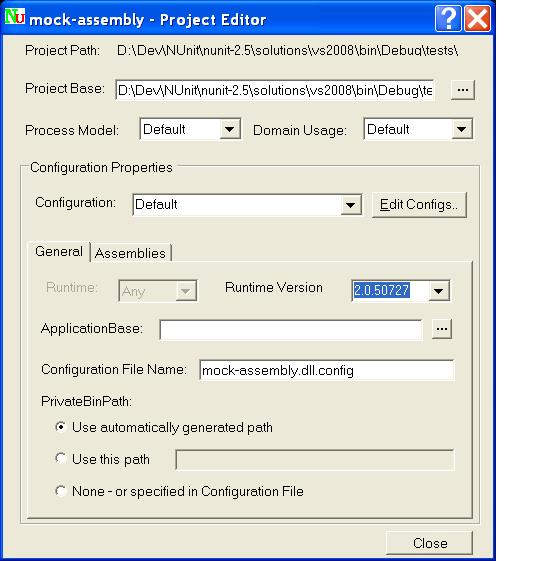 NU mock-assembly - Project Editor ?
Project Path: D:\Dev\NUnit\nunit-2.5\solutions\vs2008\bin\Debug\tests\
Project Base: D:\Dev\NUnit\nunit-2.5\solutions\vs2008\bin\Debug\te ...
Process Model: Default Domain Usage: Default
Configuration Properties
Configuration: Default Edit Configs..
General Assemblies
Runtime: Any Runtime Version 2.0.50727
ApplicationBase: ...
Configuration File Name: mock-assembly.dll.config
PrivateBinPath:
Use automatically generated path
Use this path
None - or specified in Configuration File
Close